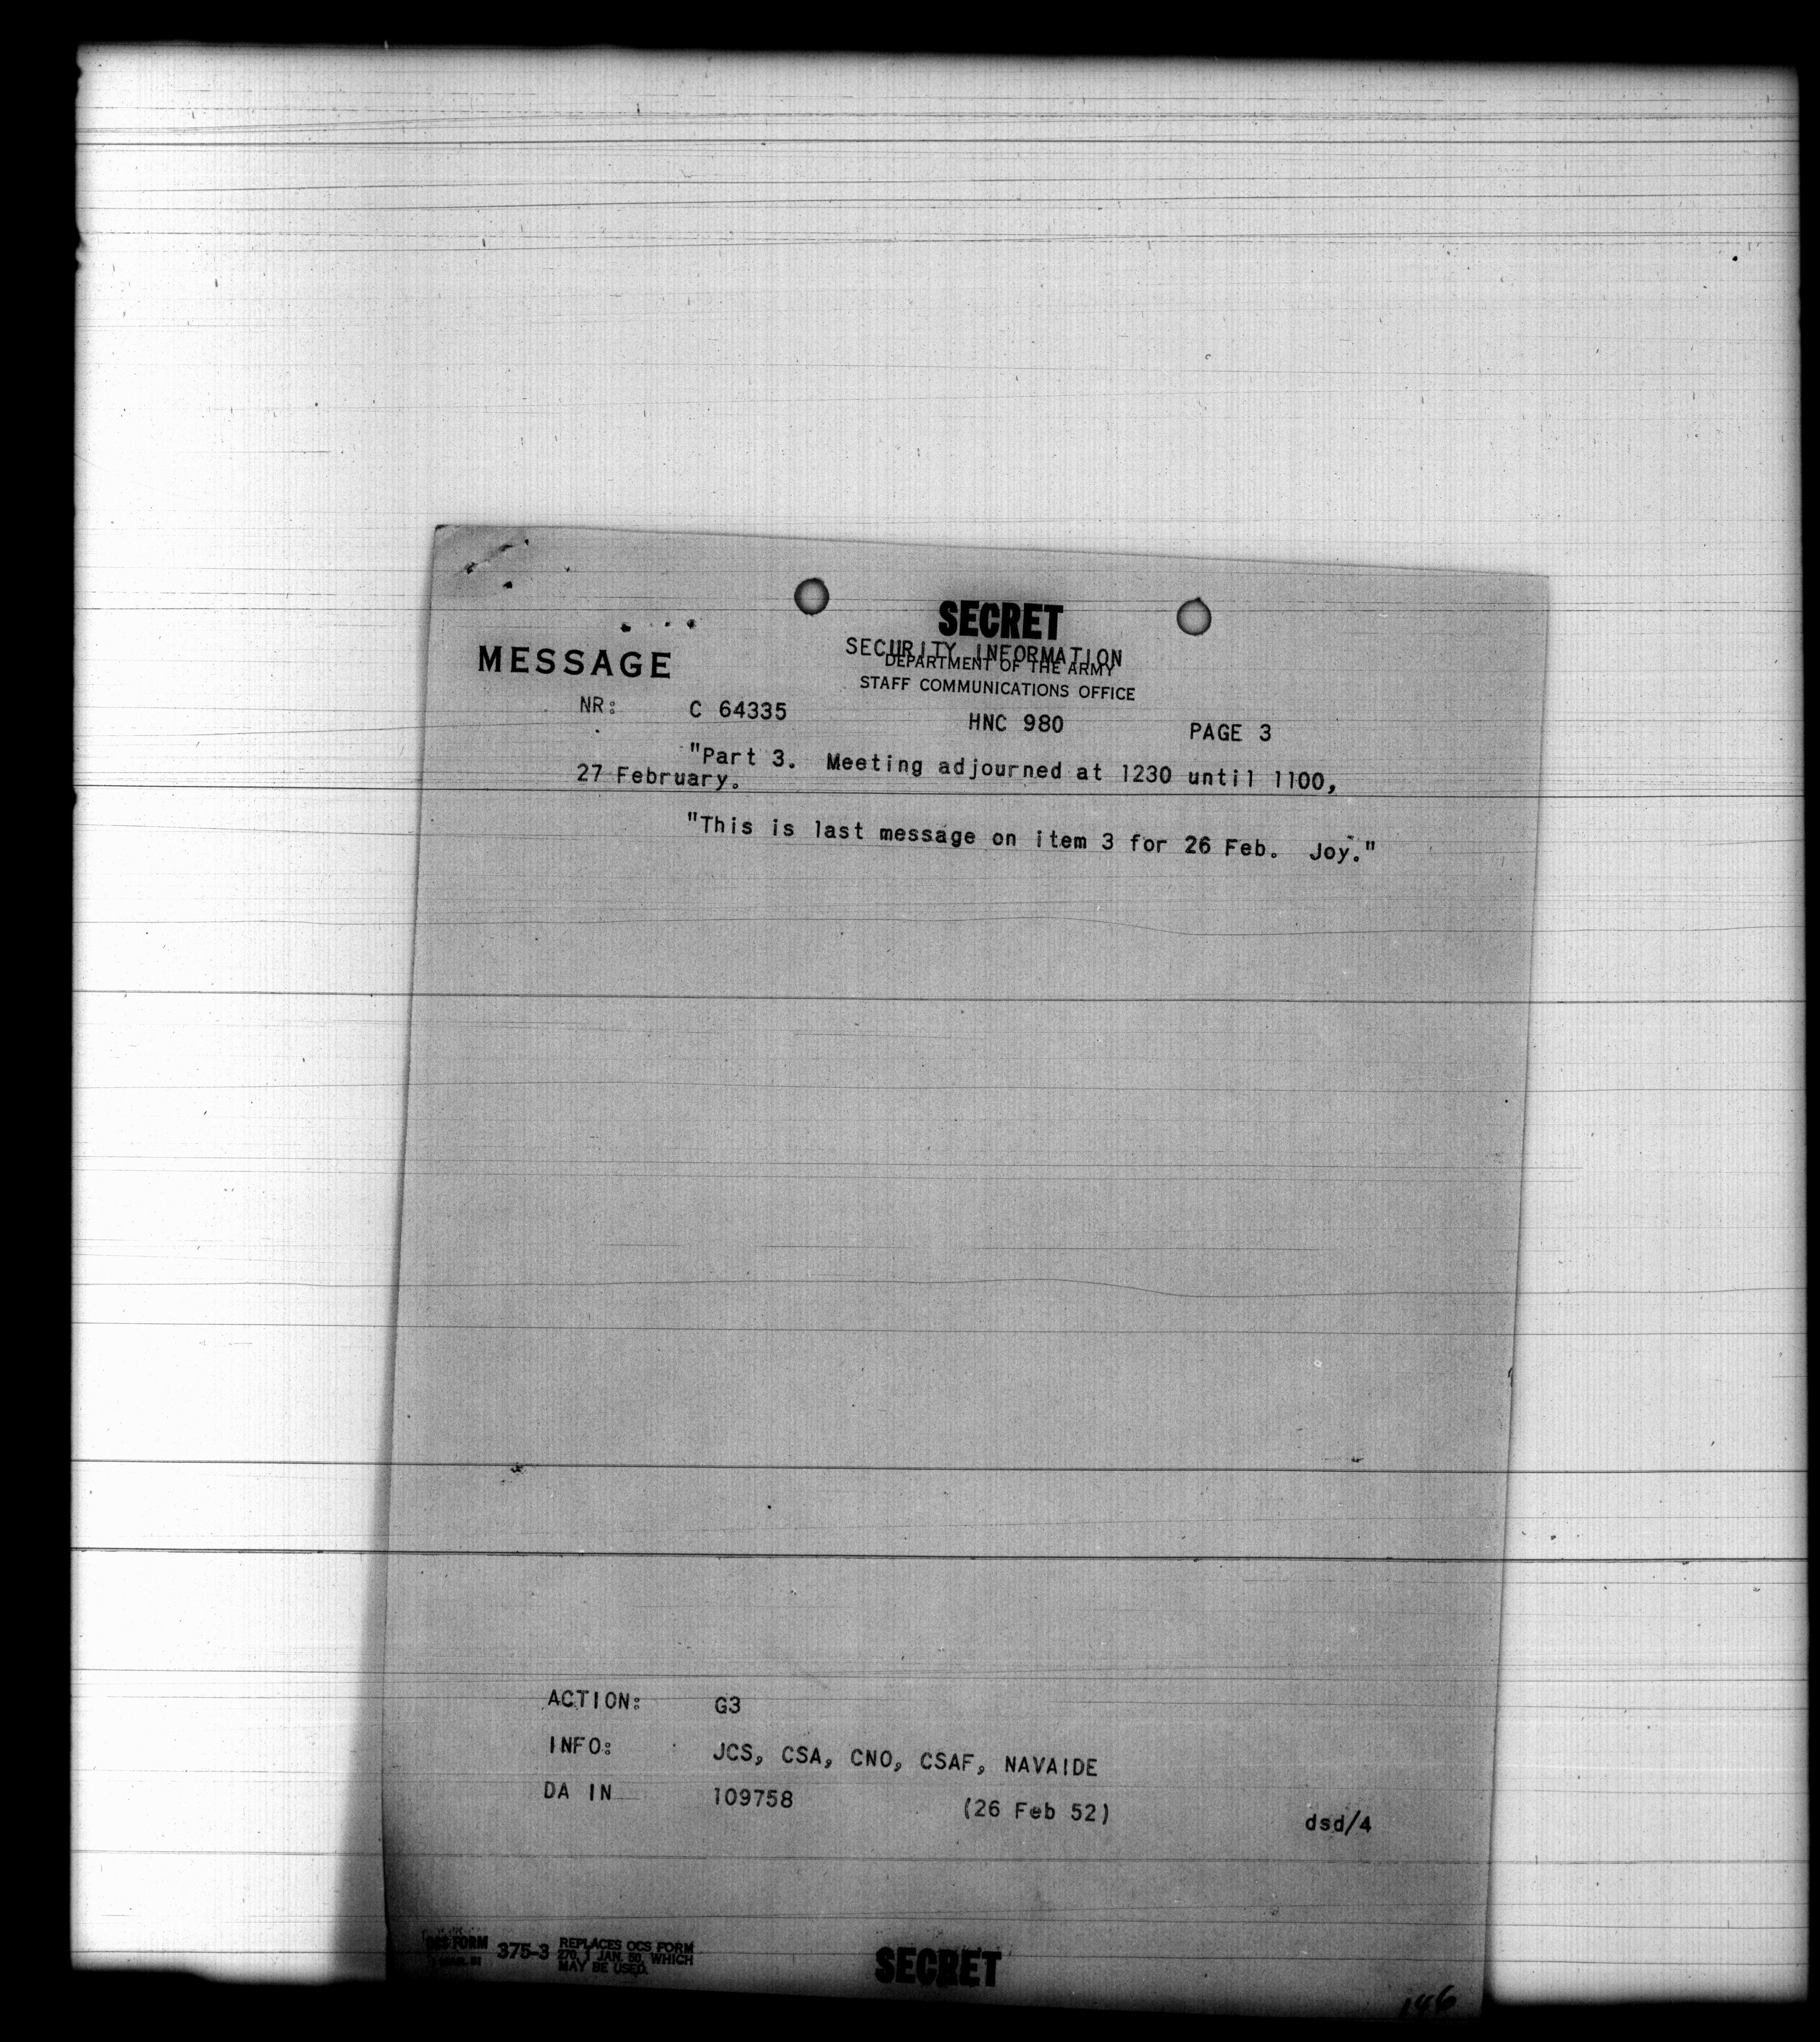 SECRET
SECURITY INFORMATION
DEPARTMENT OF THE ARMY
MESSAGE
STAFF COMMUNICATIONS OFFICE
NR: C 64335 HNC 980 PAGE 3
"Part 3. Meeting adjourned at 1230 until 1100,
27 February.
"This is last message on item 3 for 26 Feb. Joy."
ACTION: G3
INFO: JCS, CSA, CNO, CSAF, NAVAIDE
DA IN 109758 (26 Feb 52) dsd/4
OCS FORM 375-3 REPLACES OCS FORM
270, 1 JAN. 50, WHICH
MAY BE USED.
SECRET
146